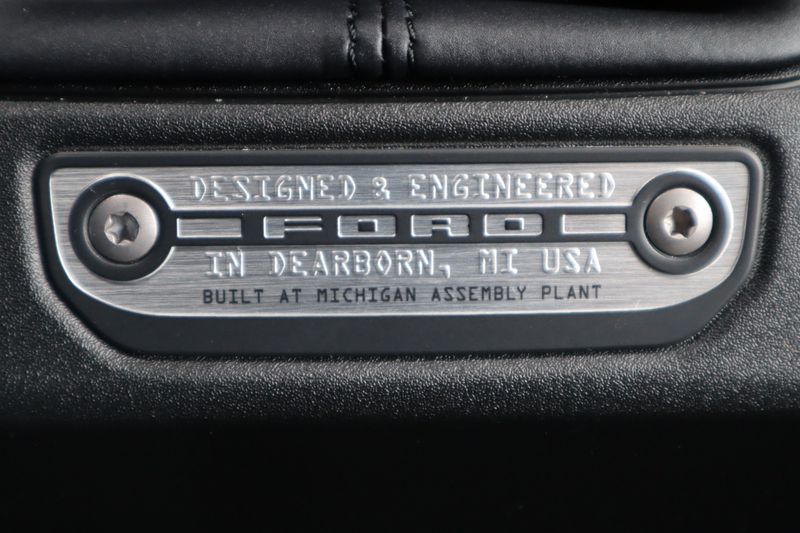 DESIGNED & ENGINEERED
FORD
IN DEARBORN, MI USA
BUILT AT MICHIGAN ASSEMBLY PLANT